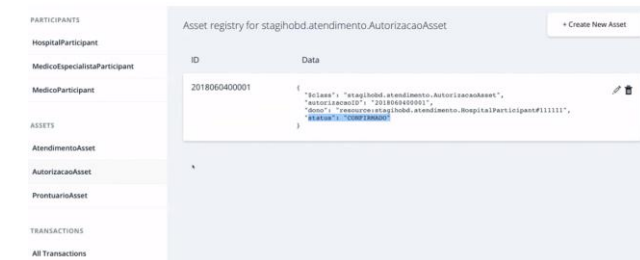 PARTICIPANTS
HospitalParticipant
MedicoEspecialistaParticipant
MedicoParticipant
ASSETS
AtendimentoAsset
AutorizacaoAsset
ProntuarioAsset
TRANSACTIONS
All Transactions
Asset registry for stagihobd.atendimento.AutorizacaoAsset
+ Create New Asset
ID Data
2018060400001 {
"$class": "stagihobd.atendimento.AutorizacaoAsset",
"autorizacaoID": "2018060400001",
"dono": "resource:stagihobd.atendimento.HospitalParticipant#111111",
"status": "CONFIRMADO"
}